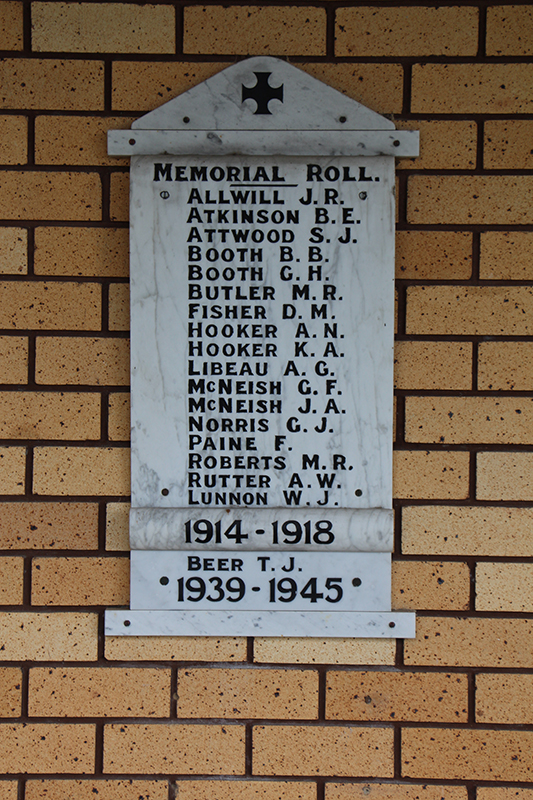 MEMORIAL ROLL.
ALLWILL J.R.
ATKINSON B.E.
ATTWOOD S.J.
BOOTH B.B.
BOOTH G.H.
BUTLER M.R.
FISHER D.M.
HOOKER A.N.
HOOKER K.A.
LIBEAU A.G.
McNEISH G.F.
McNEISH J.A.
NORRIS G.J.
PAINE F.
ROBERTS M.R.
RUTTER A.W.
LUNNON W.J.
1914-1918
BEER T.J.
1939-1945